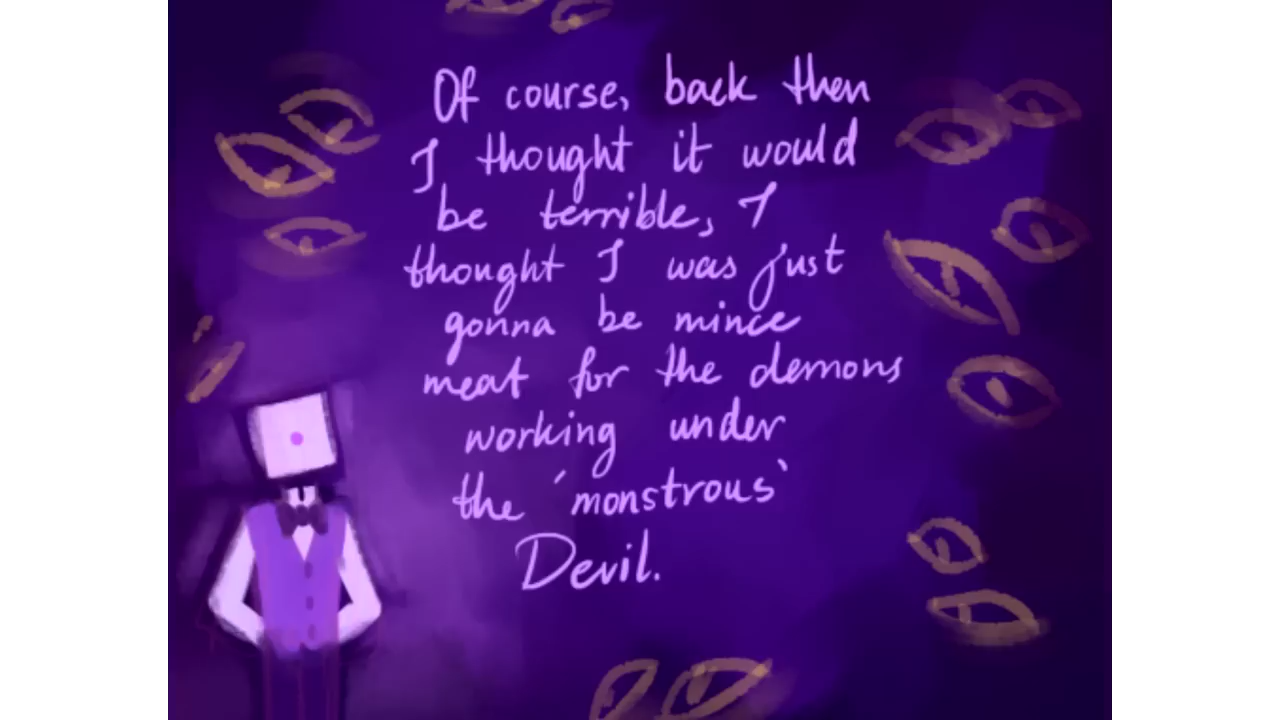 Of course, back then
I thought it would
be terrible, I
thought I was just
gonna be mince
meat for the demons
working under
the 'monstrous'
Devil.